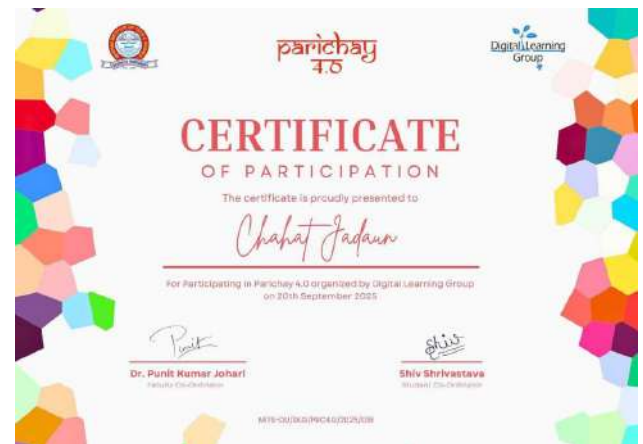 parichay
4.0
Digital Learning
Group
CERTIFICATE
OF PARTICIPATION
The certificate is proudly presented to
Chahat Jadaun
For Participating in Parichay 4.0 organized by Digital Learning Group
on 20th September 2025
Punit
Shiv
Dr. Punit Kumar Johari
Shiv Shrivastava
Faculty Co-Ordinator
Student Co-Ordinator